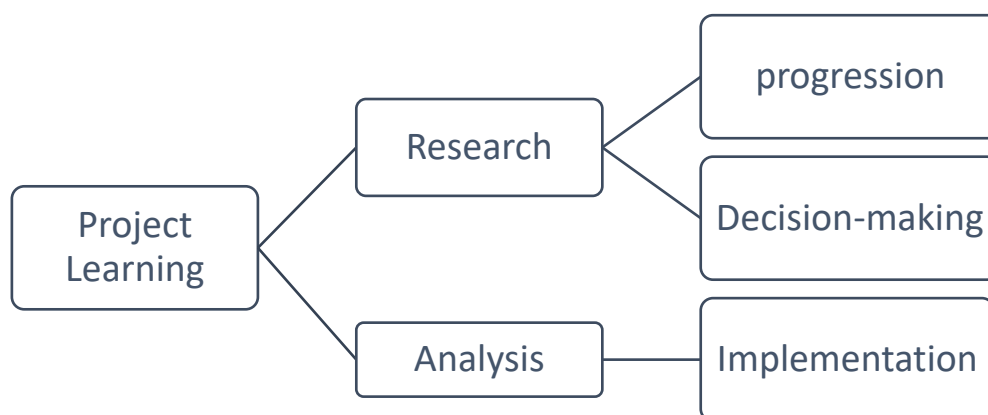 Project
Learning
Research
progression
Decision-making
Analysis
Implementation